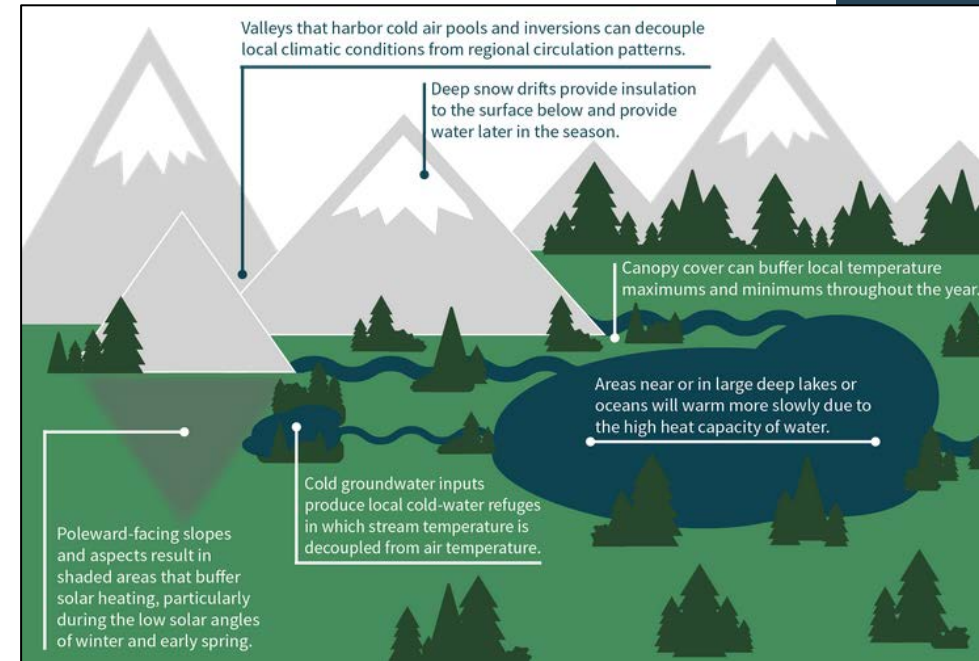 Valleys that harbor cold air pools and inversions can decouple
local climatic conditions from regional circulation patterns.
Deep snow drifts provide insulation
to the surface below and provide
water later in the season.
Canopy cover can buffer local temperature
maximums and minimums throughout the year.
Areas near or in large deep lakes or
oceans will warm more slowly due to
the high heat capacity of water.
Cold groundwater inputs
produce local cold-water refuges
in which stream temperature is
decoupled from air temperature.
Poleward-facing slopes
and aspects result in
shaded areas that buffer
solar heating, particularly
during the low solar angles
of winter and early spring.